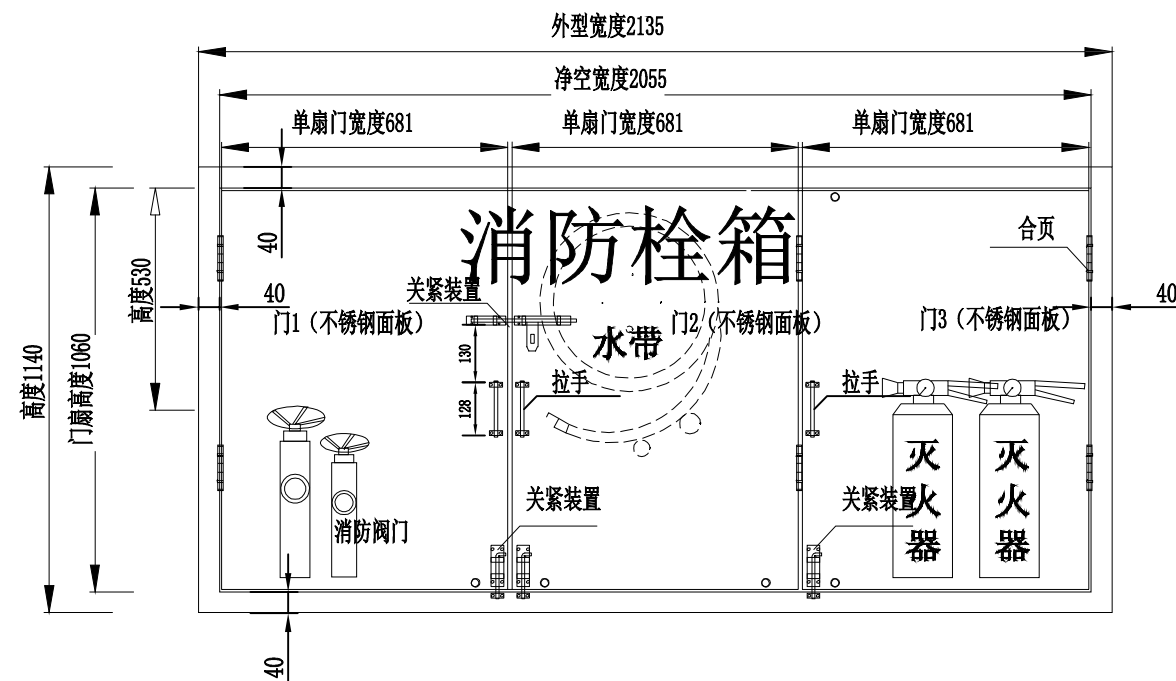 外型宽度2135
净空宽度2055
单扇门宽度681
单扇门宽度681
单扇门宽度681
消防栓箱
40
合页
高度530
关紧装置
40
40
门1（不锈钢面板）
门2（不锈钢面板）
门3（不锈钢面板）
水带
130
高度1140
门扇高度1060
拉手
拉手
128
灭火器
灭火器
关紧装置
关紧装置
消防阀门
40